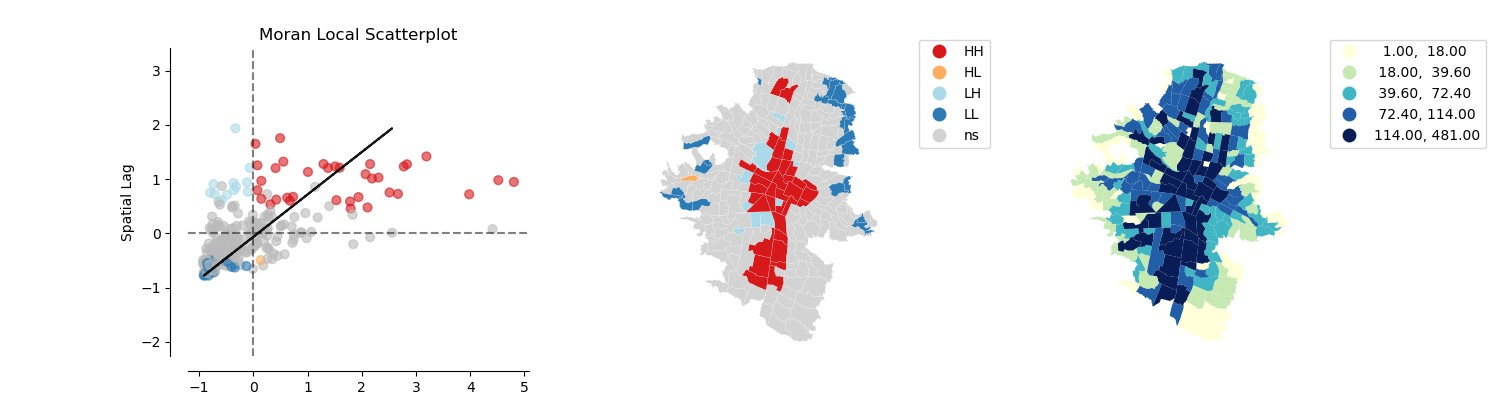 Moran Local Scatterplot
Spatial Lag
3
2
1
0
−1
−2
−1 0 1 2 3 4 5
HH
HL
LH
LL
ns
1.00, 18.00
18.00, 39.60
39.60, 72.40
72.40, 114.00
114.00, 481.00